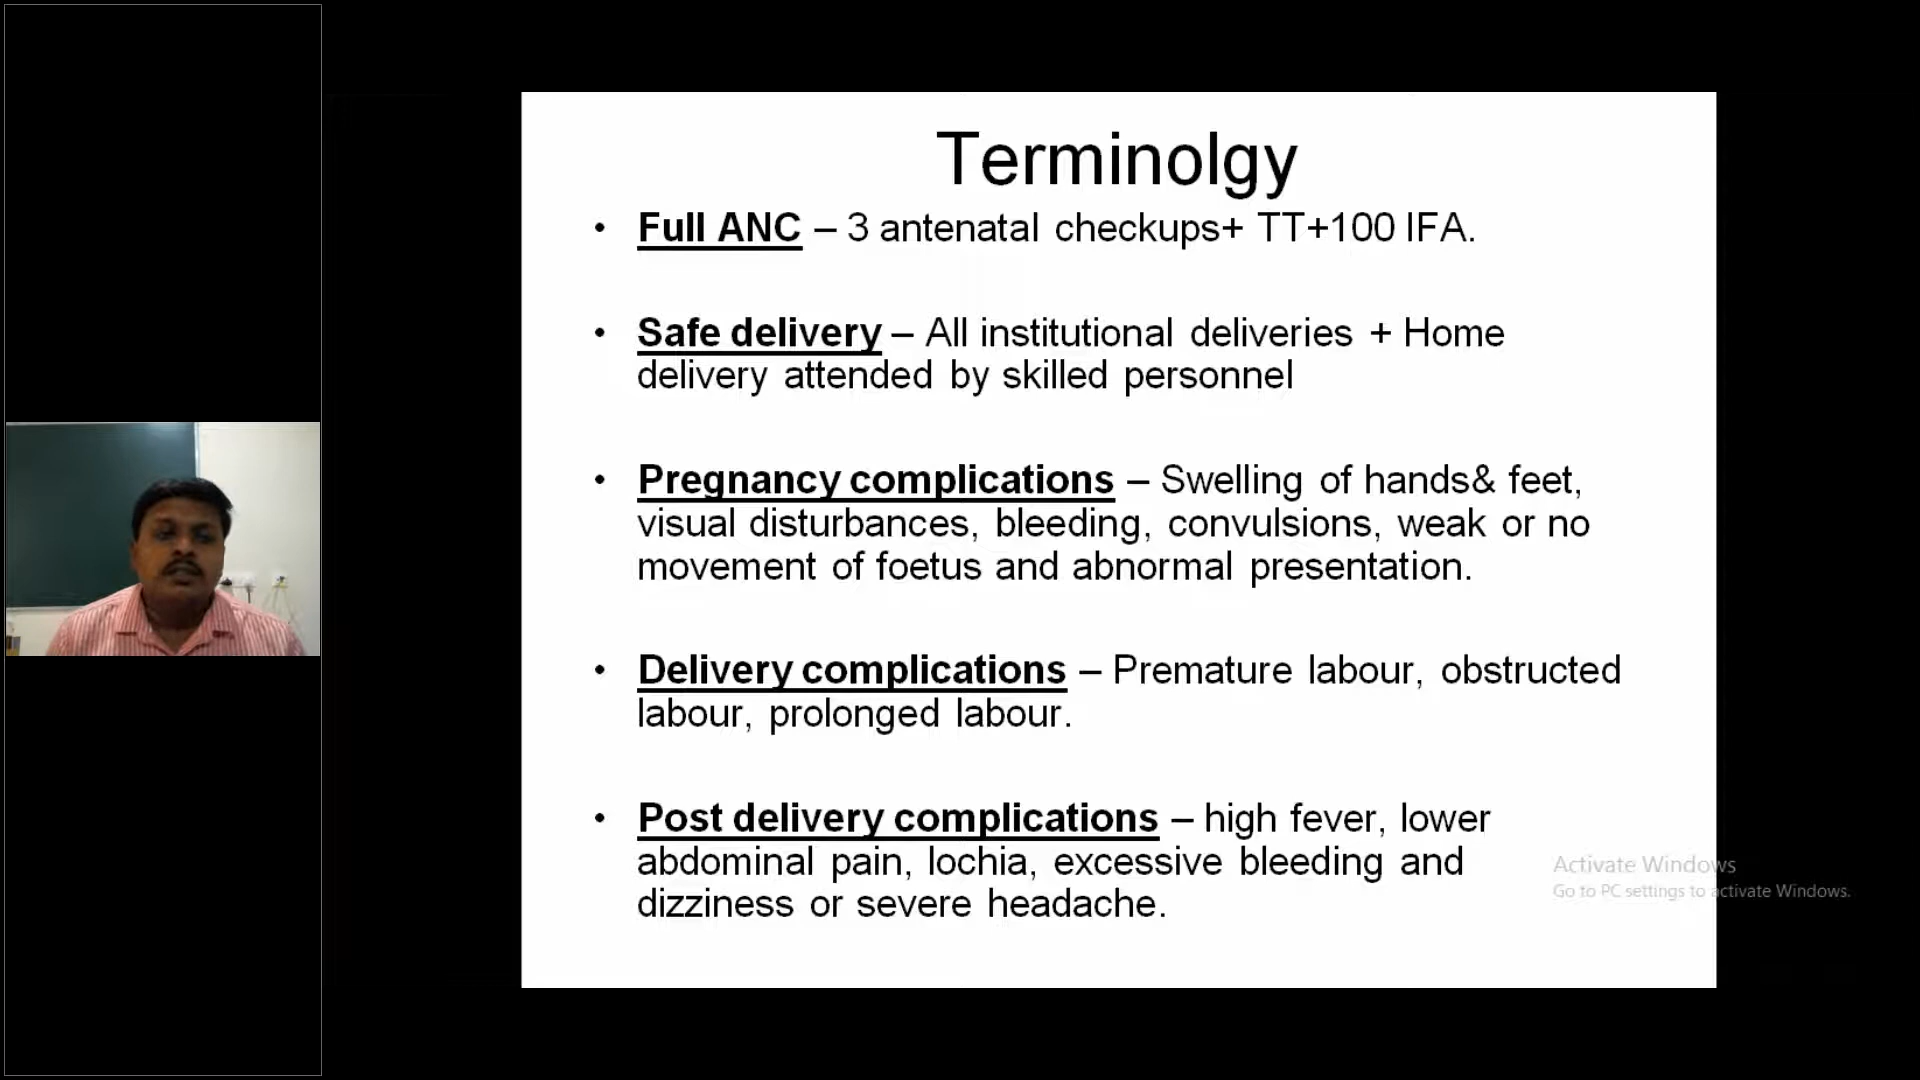 Terminolgy
• Full ANC – 3 antenatal checkups+ TT+100 IFA.
• Safe delivery – All institutional deliveries + Home
delivery attended by skilled personnel
• Pregnancy complications – Swelling of hands& feet,
visual disturbances, bleeding, convulsions, weak or no
movement of foetus and abnormal presentation.
• Delivery complications – Premature labour, obstructed
labour, prolonged labour.
• Post delivery complications – high fever, lower
abdominal pain, lochia, excessive bleeding and
dizziness or severe headache.
Activate Windows
Go to PC settings to activate Windows.